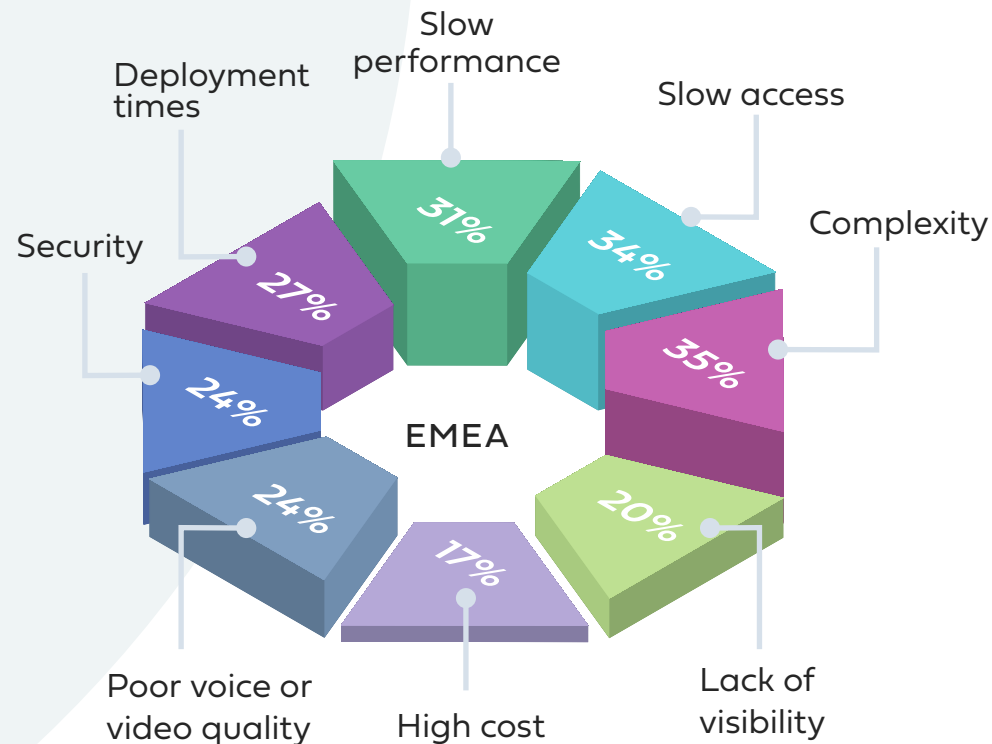 Slow
performance
Deployment
times
Slow access
Security
Complexity
31%
34%
27%
35%
24%
EMEA
24%
20%
17%
Poor voice or
video quality
High cost
Lack of
visibility